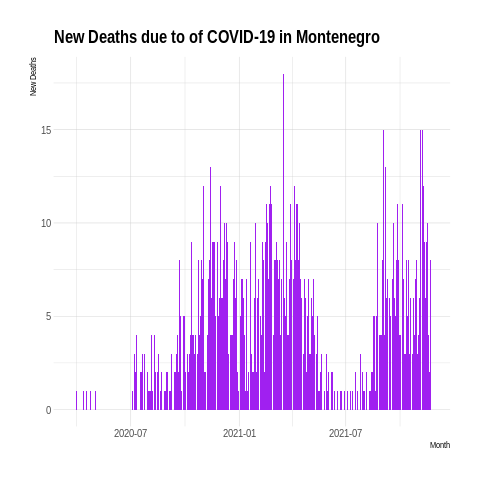 New Deaths due to of COVID-19 in Montenegro
New Deaths
15
10
5
0
2020-07 2021-01 2021-07
Month